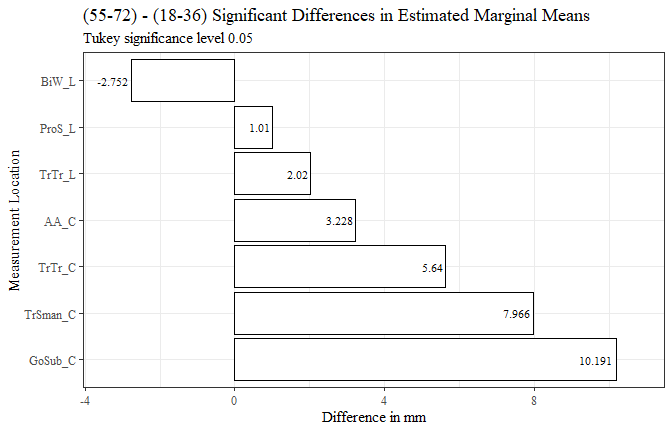 (55-72) - (18-36) Significant Differences in Estimated Marginal Means
Tukey significance level 0.05
Measurement Location
BiW_L
-2.752
ProS_L
1.01
TrTr_L
2.02
AA_C
3.228
TrTr_C
5.64
TrSman_C
7.966
GoSub_C
10.191
-4
0
4
8
Difference in mm